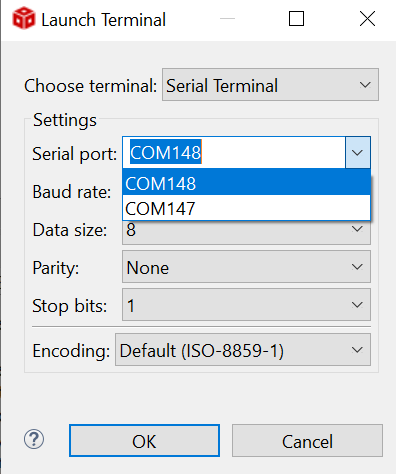 Launch Terminal
Choose terminal: Serial Terminal
Settings
Serial port: COM148
COM148
Baud rate:
COM147
Data size: 8
Parity: None
Stop bits: 1
Encoding: Default (ISO-8859-1)
? OK Cancel